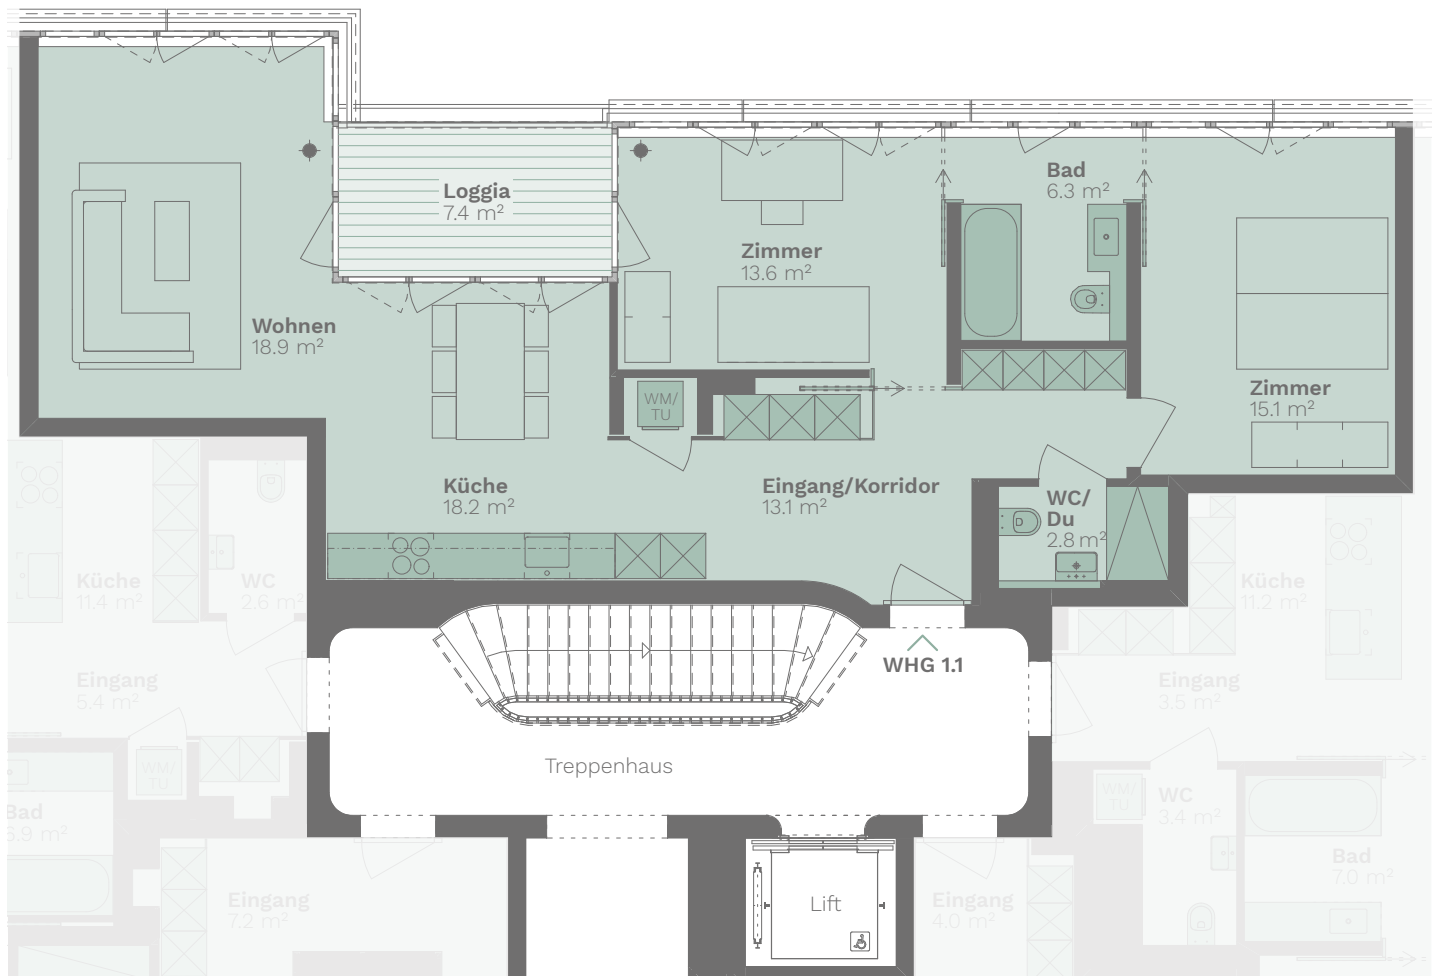 Loggia
7.4 m²
Bad
6.3 m²
Zimmer
13.6 m²
Wohnen
18.9 m²
Zimmer
15.1 m²
WM/
TU
Küche
18.2 m²
Eingang/Korridor
13.1 m²
WC/
Du
2.8 m²
WHG 1.1
Treppenhaus
Lift
Küche
11.4 m²
WC
2.6 m²
Eingang
5.4 m²
WM/
TU
Bad
6.9 m²
Eingang
7.2 m²
Küche
11.2 m²
Eingang
3.5 m²
WM/
TU
WC
3.4 m²
Bad
7.0 m²
Eingang
4.0 m²